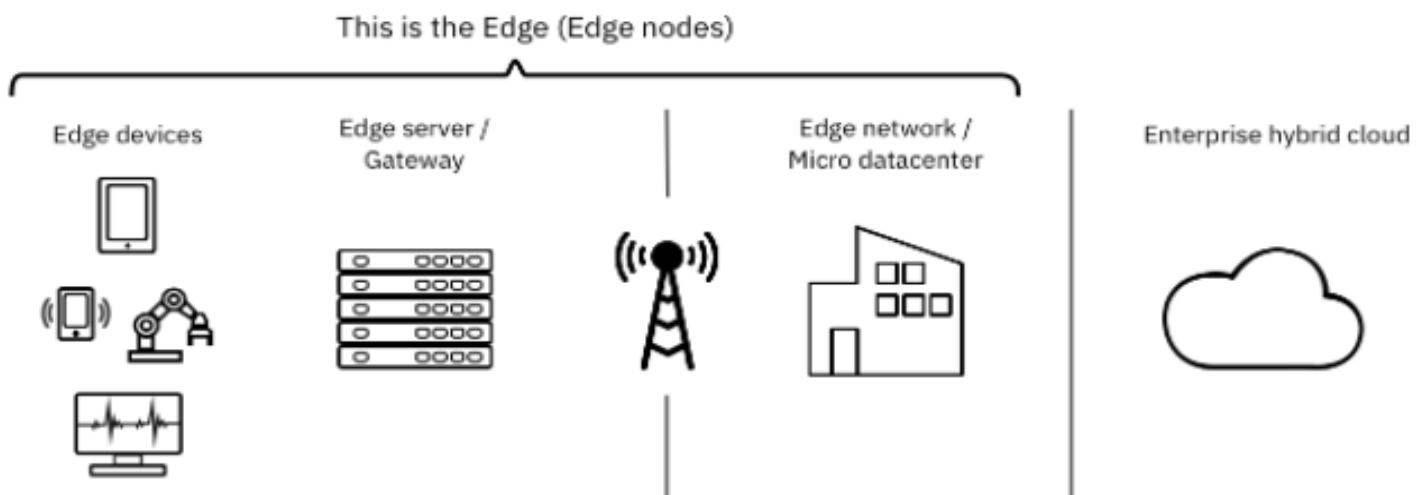 This is the Edge (Edge nodes)
Edge devices
Edge server /
Gateway
Edge network /
Micro datacenter
Enterprise hybrid cloud